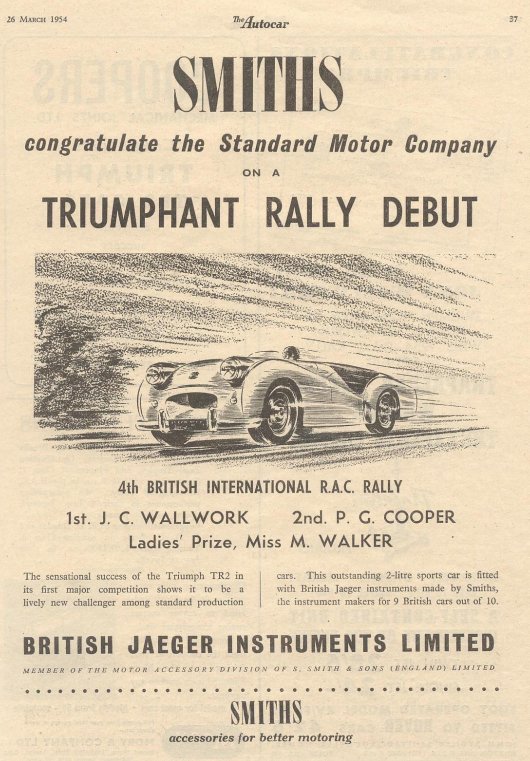 26 March 1954
The Autocar
37
SMITHS
congratulate the Standard Motor Company
ON A
TRIUMPHANT RALLY DEBUT
4th BRITISH INTERNATIONAL R.A.C. RALLY
1st. J. C. WALLWORK 2nd. P. G. COOPER
Ladies' Prize, Miss M. WALKER
The sensational success of the Triumph TR2 in
its first major competition shows it to be a
lively new challenger among standard production
cars. This outstanding 2-litre sports car is fitted
with British Jaeger instruments made by Smiths,
the instrument makers for 9 British cars out of 10.
BRITISH JAEGER INSTRUMENTS LIMITED
MEMBER OF THE MOTOR ACCESSORY DIVISION OF S. SMITH & SONS (ENGLAND) LIMITED
SMITHS
accessories for better motoring